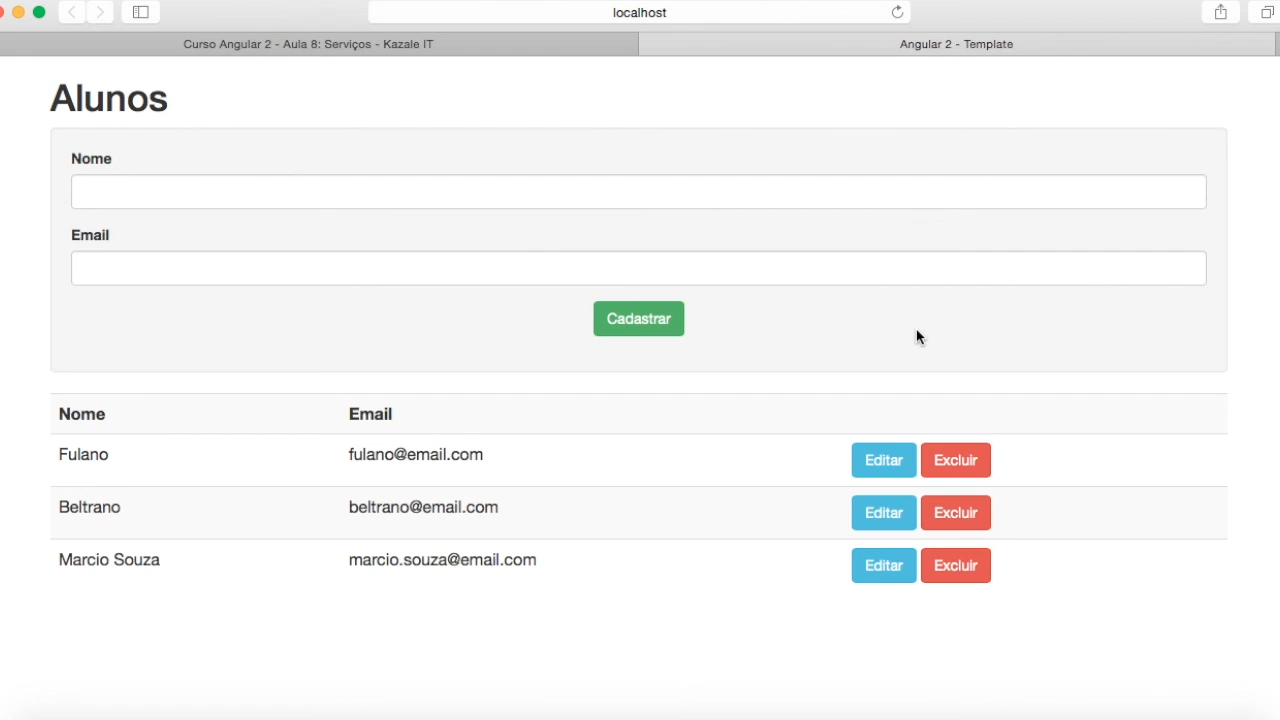 localhost
Curso Angular 2 - Aula 8: Serviços - Kazale IT
Angular 2 - Template
Alunos
Nome
Email
Cadastrar
Nome Email
Fulano fulano@email.com Editar Excluir
Beltrano beltrano@email.com Editar Excluir
Marcio Souza marcio.souza@email.com Editar Excluir